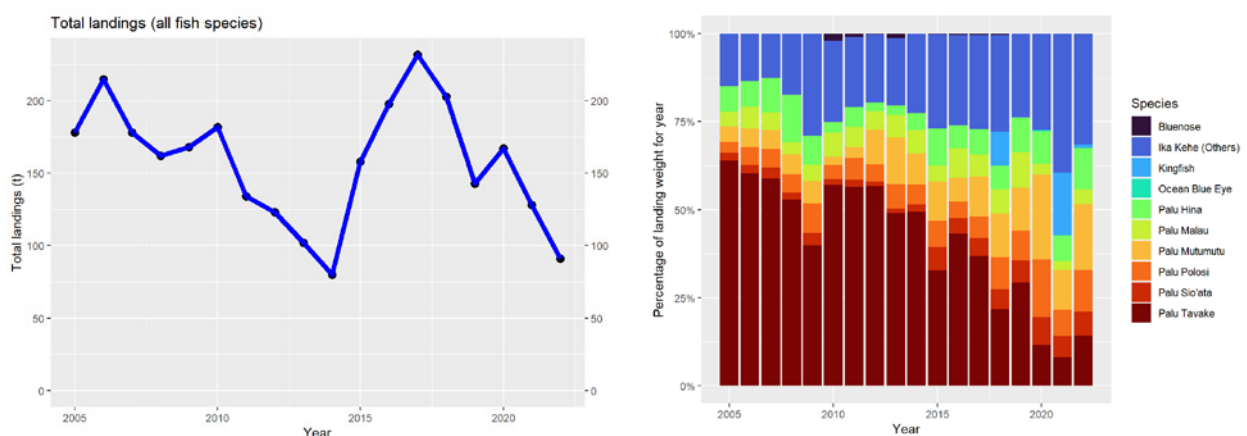 Total landings (all fish species)
Total landings (t)
200
150
100
50
0
200
150
100
50
0
2005
2010
2015
2020
Year
Percentage of landing weight for year
100%
75%
50%
25%
0%
2005
2010
2015
2020
Year
Species
Bluenose
Ika Kehe (Others)
Kingfish
Ocean Blue Eye
Palu Hina
Palu Malau
Palu Mutumutu
Palu Polosi
Palu Sio'ata
Palu Tavake